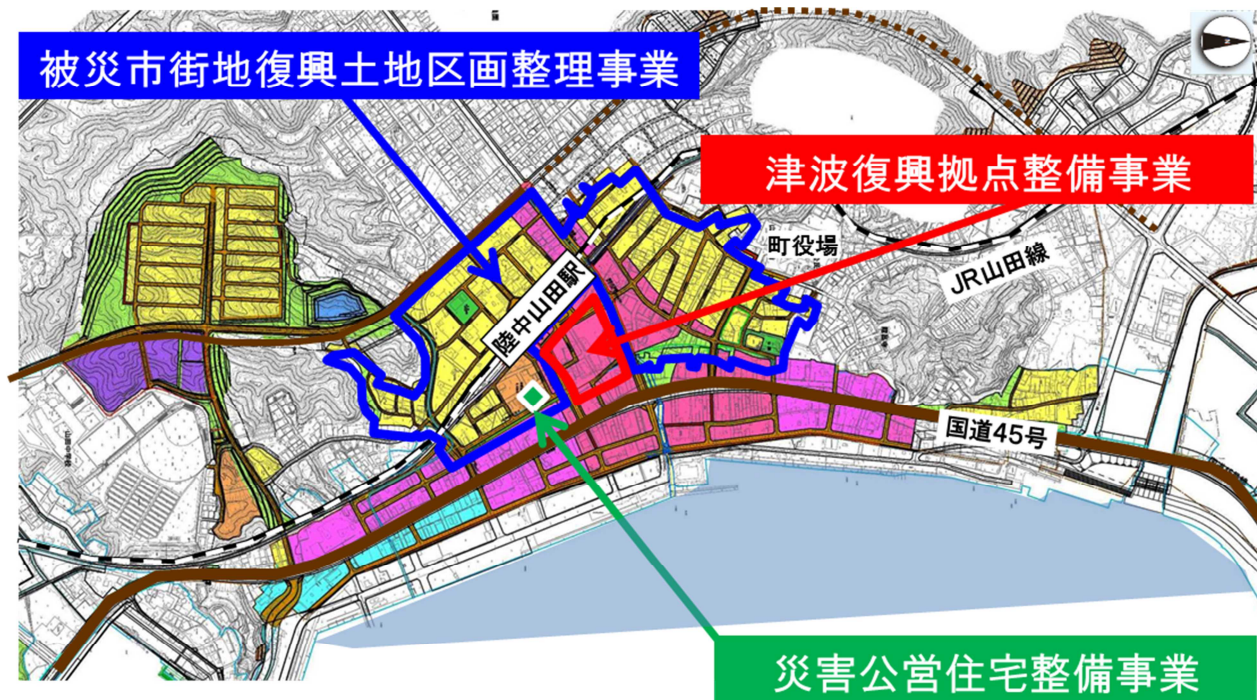 被災市街地復興土地区画整理事業
津波復興拠点整備事業
町役場
JR山田線
陸中山田駅
国道45号
災害公営住宅整備事業